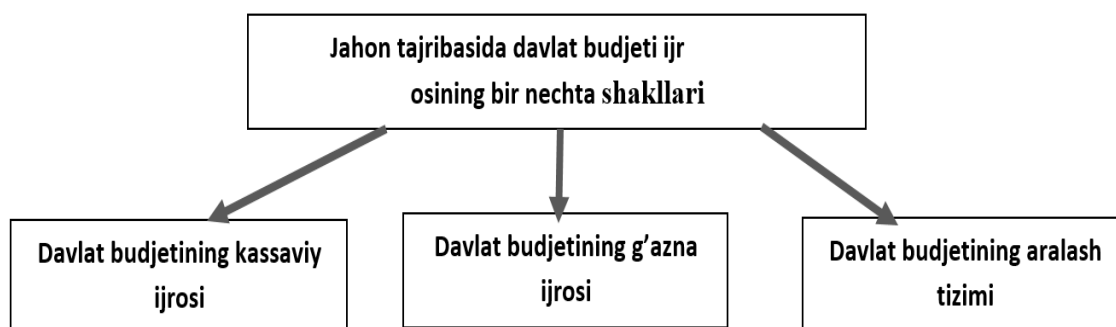 Jahon tajribasida davlat budjeti ijr
osining bir nechta shakllari
Davlat budjetining kassaviy
ijrosi
Davlat budjetining g’azna
ijrosi
Davlat budjetining aralash
tizimi